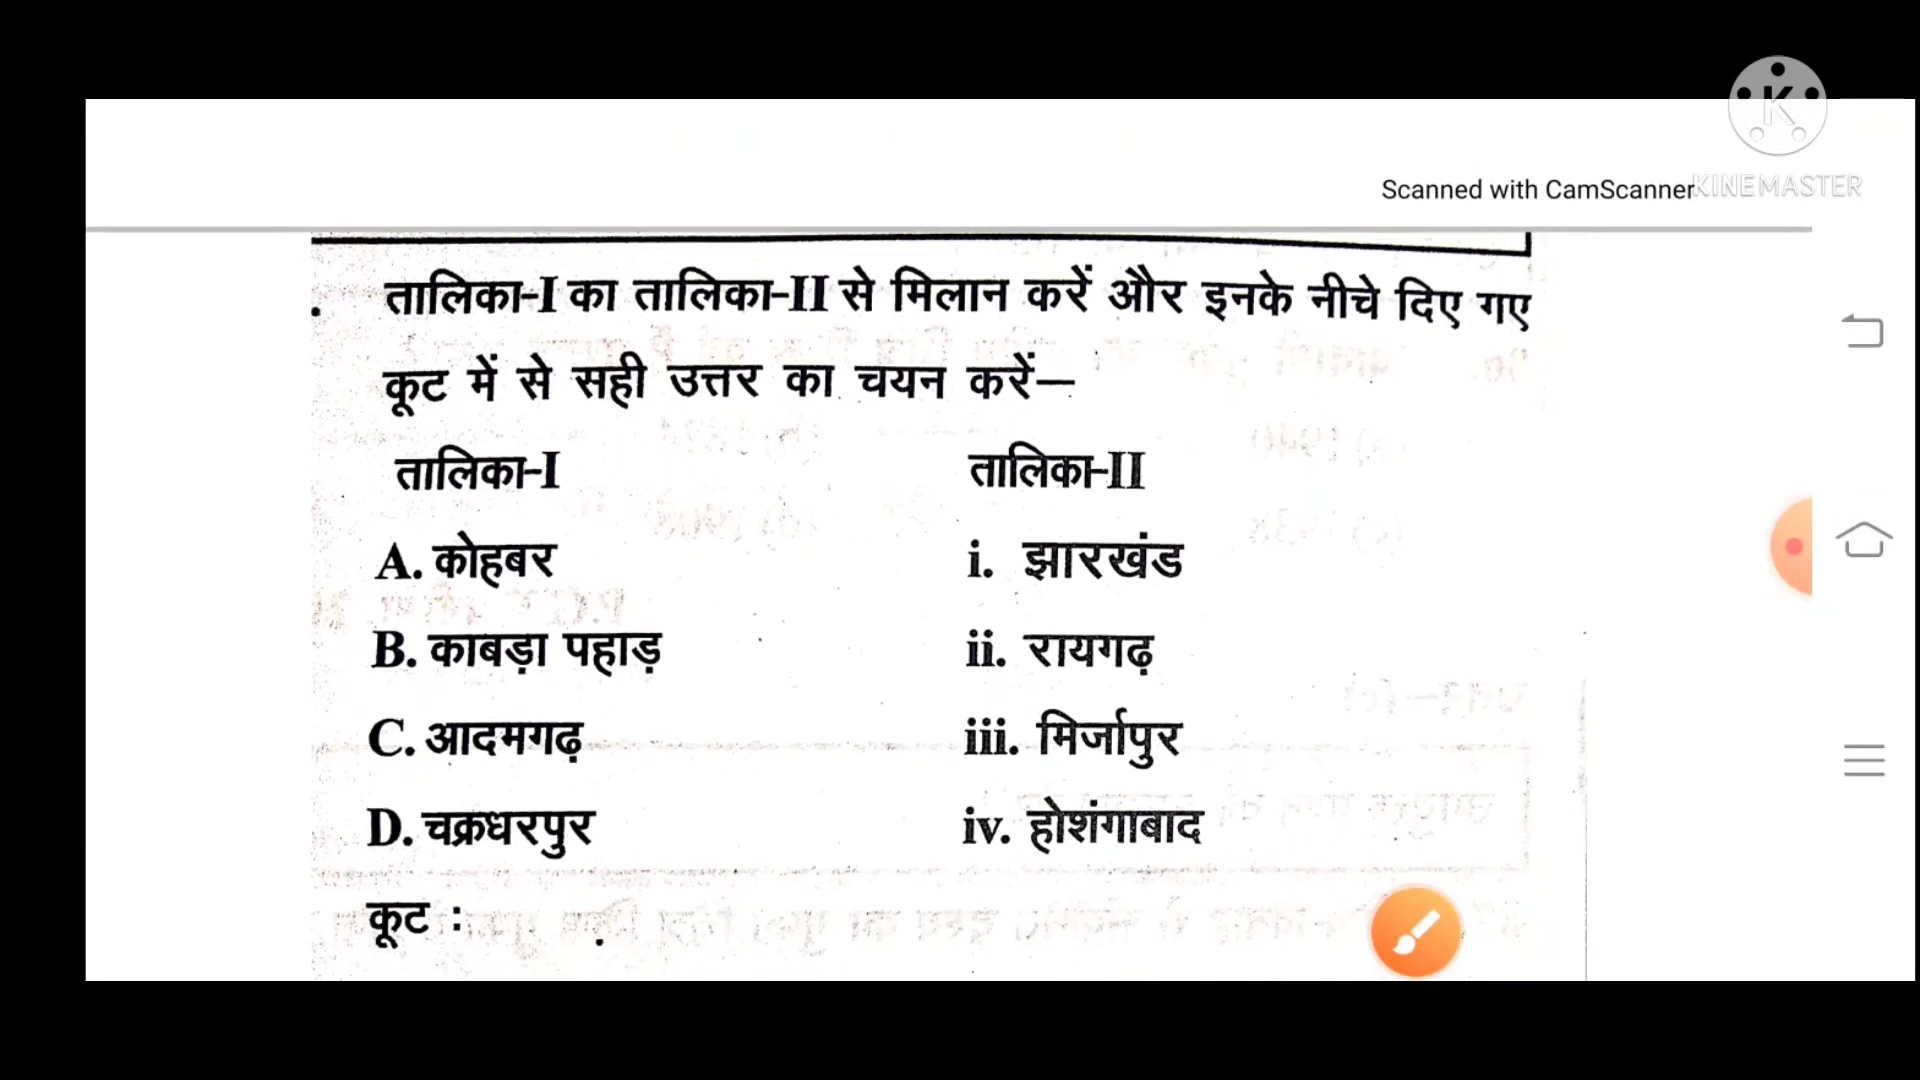 KINEMASTER
Scanned with CamScanner
तालिका-I का तालिका-II से मिलान करें और इनके नीचे दिए गए
कूट में से सही उत्तर का चयन करें—
तालिका-I तालिका-II
A. कोहबर i. झारखंड
B. काबड़ा पहाड़ ii. रायगढ़
C. आदमगढ़ iii. मिर्जापुर
D. चक्रधरपुर iv. होशंगाबाद
कूट :